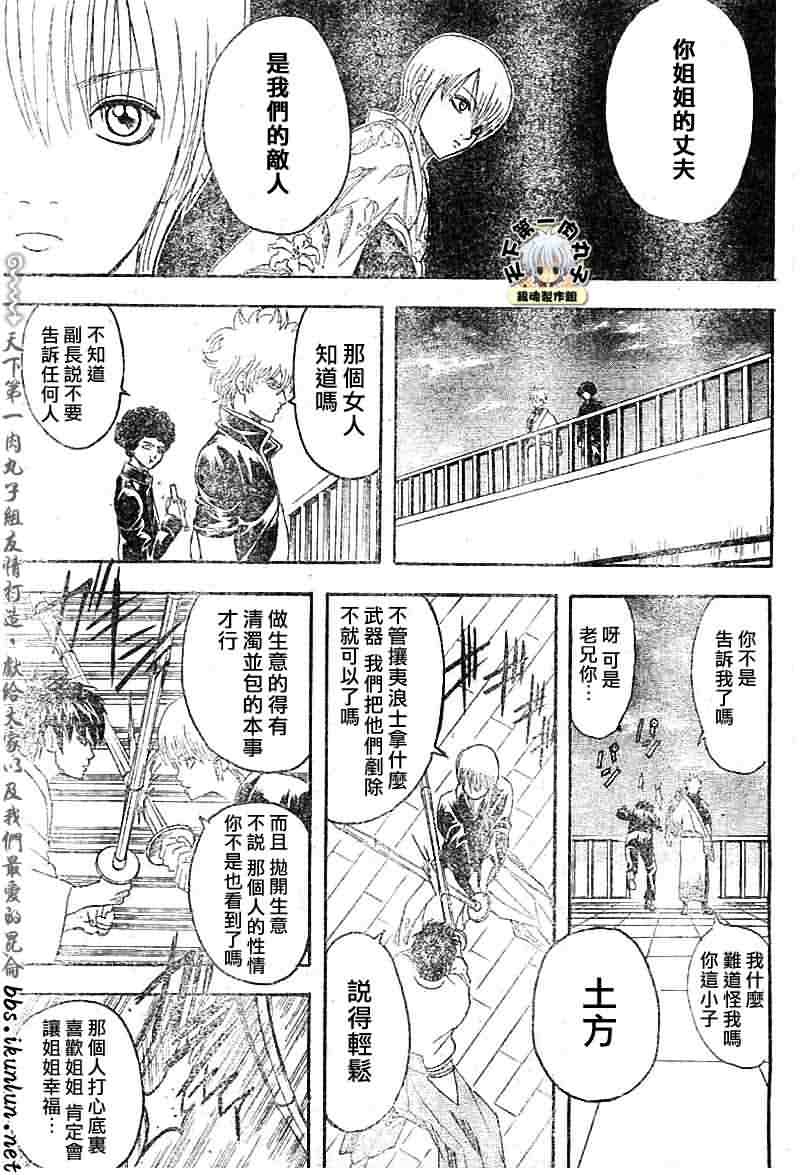 你姐姐的丈夫
是我們的敵人
天下第一肉丸子
銀魂製作組
那個女人
知道嗎
不知道
副長説不要
告訴任何人
你不是
告訴我了嗎
呀 可是
老兄你…
我什麼
難道怪我嗎
你這小子
土方
不管攘夷浪士拿什麼
武器 我們把他們剷除
不就可以了嗎
説得輕鬆
做生意的得有
清濁並包的本事
才行
而且 拋開生意
不説 那個人的性情
你不是也看到了嗎
那個人打心底裏
喜歡姐姐 肯定會
讓姐姐幸福…
天下第一肉丸子組友情打造、獻給大家以及我們最愛的昆侖 bbs.ikunlun.net